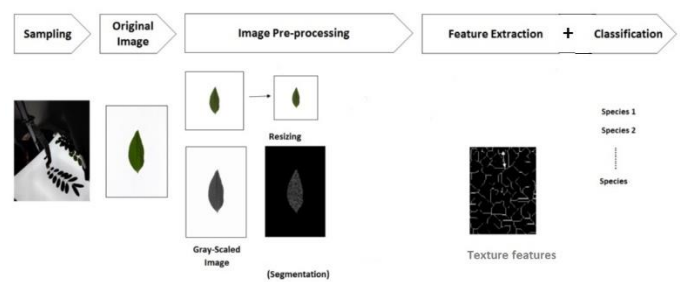 Sampling
Original
Image
Image Pre-processing
Feature Extraction + Classification
Resizing
Gray-Scaled
Image
(Segmentation)
Texture features
Species 1
Species 2
Species